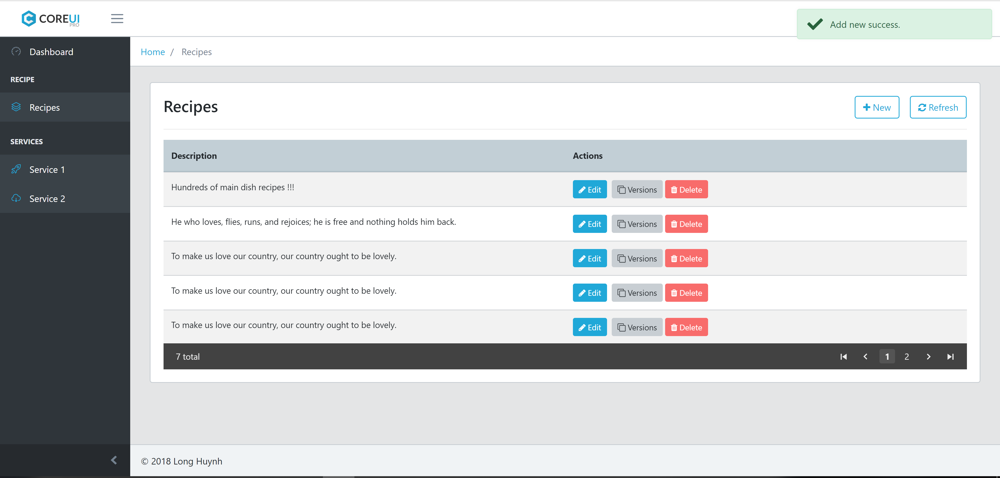 COREUI
PRO
Add new success.
Dashboard
RECIPE
Recipes
SERVICES
Service 1
Service 2
Home / Recipes
Recipes
New
Refresh
Description Actions
Hundreds of main dish recipes !!! Edit Versions Delete
He who loves, flies, runs, and rejoices; he is free and nothing holds him back. Edit Versions Delete
To make us love our country, our country ought to be lovely. Edit Versions Delete
To make us love our country, our country ought to be lovely. Edit Versions Delete
To make us love our country, our country ought to be lovely. Edit Versions Delete
7 total 1 2
© 2018 Long Huynh